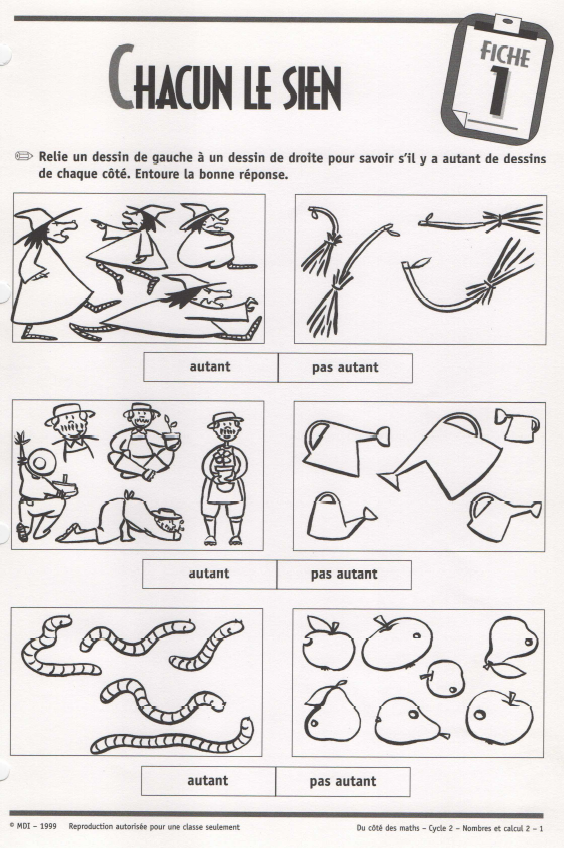 FICHE
1
CHACUN LE SIEN
Relie un dessin de gauche à un dessin de droite pour savoir s'il y a autant de dessins
de chaque côté. Entoure la bonne réponse.
autant pas autant
autant pas autant
autant pas autant
© MDI – 1999 Reproduction autorisée pour une classe seulement
Du côté des maths – Cycle 2 – Nombres et calcul 2 – 1